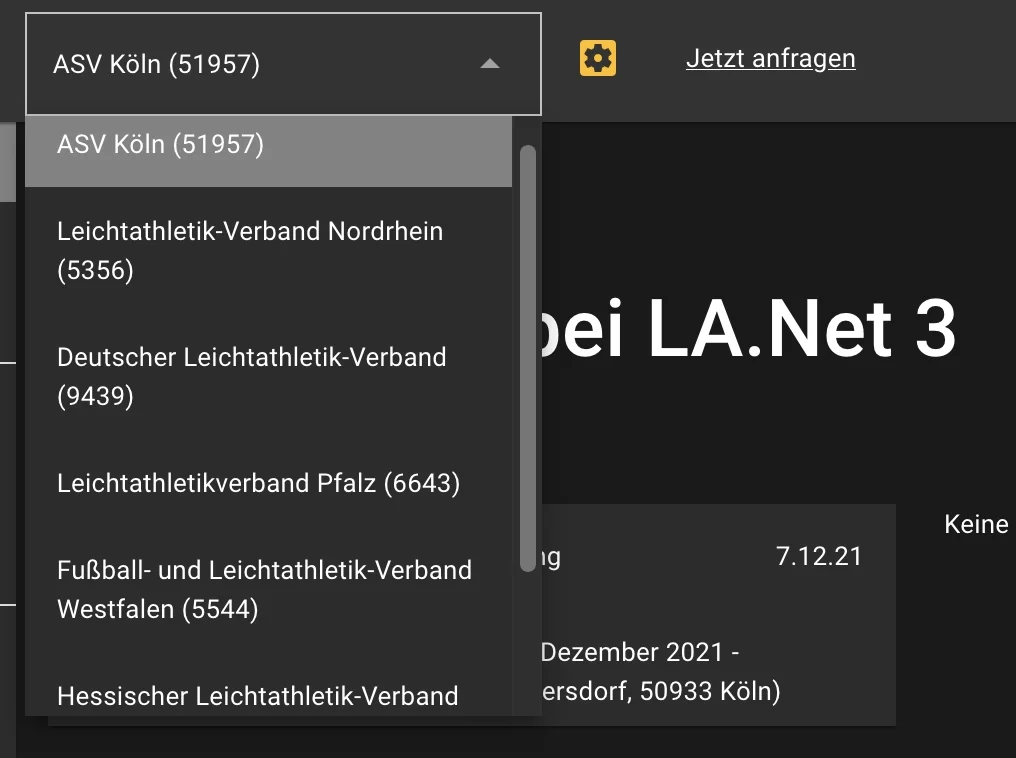 ASV Köln (51957)
Jetzt anfragen
ASV Köln (51957)
Leichtathletik-Verband Nordrhein
(5356)
Deutscher Leichtathletik-Verband
(9439)
Leichtathletikverband Pfalz (6643)
Fußball- und Leichtathletik-Verband
Westfalen (5544)
Hessischer Leichtathletik-Verband
bei LA.Net 3
Keine
ng
7.12.21
Dezember 2021 -
ersdorf, 50933 Köln)